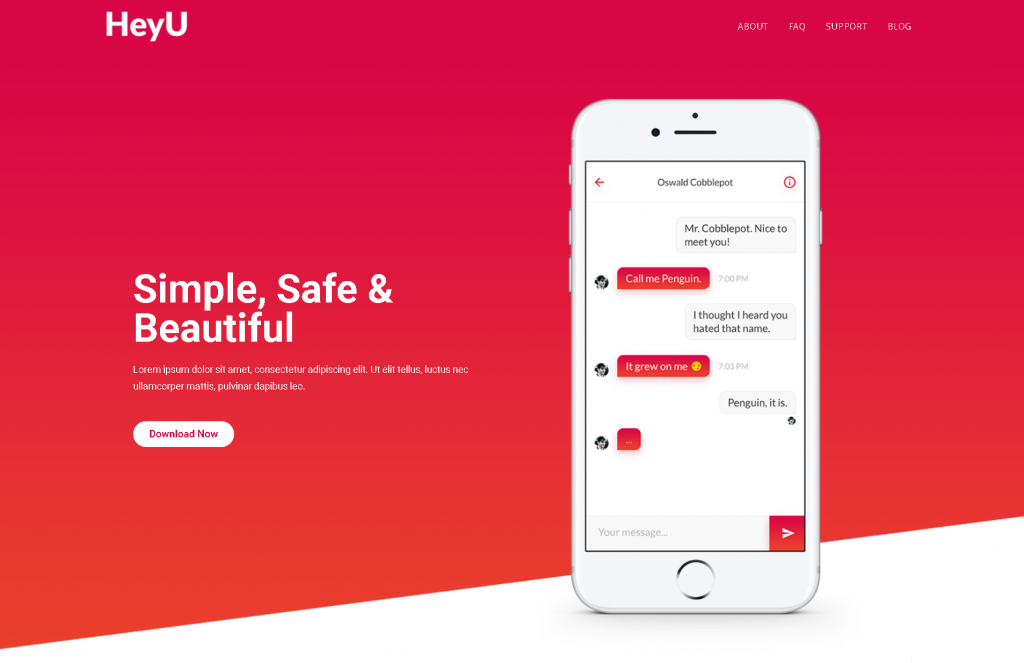 HeyU
ABOUT FAQ SUPPORT BLOG
Simple, Safe &
Beautiful
Lorem ipsum dolor sit amet, consectetur adipiscing elit. Ut elit tellus, luctus nec
ullamcorper mattis, pulvinar dapibus leo.
Download Now
Oswald Cobblepot
Mr. Cobblepot. Nice to
meet you!
Call me Penguin. 7:00 PM
I thought I heard you
hated that name.
It grew on me 😏 7:03 PM
Penguin, it is.
...
Your message...